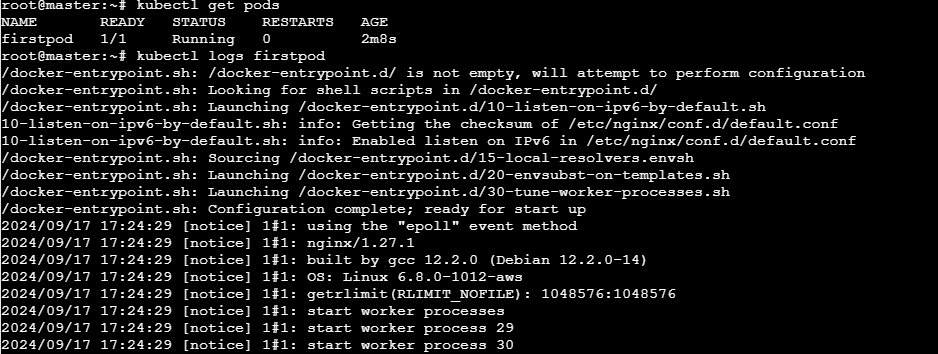 root@master:~# kubectl get pods
NAME READY STATUS RESTARTS AGE
firstpod 1/1 Running 0 2m8s
root@master:~# kubectl logs firstpod
/docker-entrypoint.sh: /docker-entrypoint.d/ is not empty, will attempt to perform configuration
/docker-entrypoint.sh: Looking for shell scripts in /docker-entrypoint.d/
/docker-entrypoint.sh: Launching /docker-entrypoint.d/10-listen-on-ipv6-by-default.sh
10-listen-on-ipv6-by-default.sh: info: Getting the checksum of /etc/nginx/conf.d/default.conf
10-listen-on-ipv6-by-default.sh: info: Enabled listen on IPv6 in /etc/nginx/conf.d/default.conf
/docker-entrypoint.sh: Sourcing /docker-entrypoint.d/15-local-resolvers.envsh
/docker-entrypoint.sh: Launching /docker-entrypoint.d/20-envsubst-on-templates.sh
/docker-entrypoint.sh: Launching /docker-entrypoint.d/30-tune-worker-processes.sh
/docker-entrypoint.sh: Configuration complete; ready for start up
2024/09/17 17:24:29 [notice] 1#1: using the "epoll" event method
2024/09/17 17:24:29 [notice] 1#1: nginx/1.27.1
2024/09/17 17:24:29 [notice] 1#1: built by gcc 12.2.0 (Debian 12.2.0-14)
2024/09/17 17:24:29 [notice] 1#1: OS: Linux 6.8.0-1012-aws
2024/09/17 17:24:29 [notice] 1#1: getrlimit(RLIMIT_NOFILE): 1048576:1048576
2024/09/17 17:24:29 [notice] 1#1: start worker processes
2024/09/17 17:24:29 [notice] 1#1: start worker process 29
2024/09/17 17:24:29 [notice] 1#1: start worker process 30